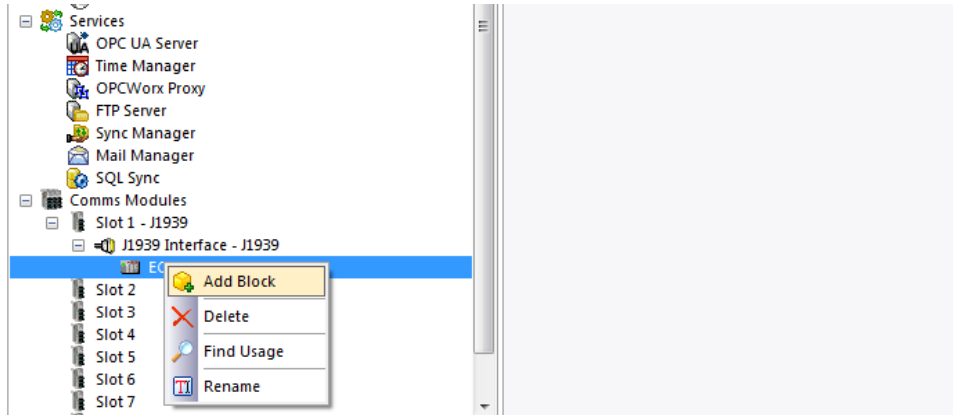 Services
OPC UA Server
Time Manager
OPCWorx Proxy
FTP Server
Sync Manager
Mail Manager
SQL Sync
Comms Modules
Slot 1 - J1939
J1939 Interface - J1939
Add Block
Slot 2
Delete
Slot 3
Slot 4
Find Usage
Slot 5
Slot 6
Rename
Slot 7